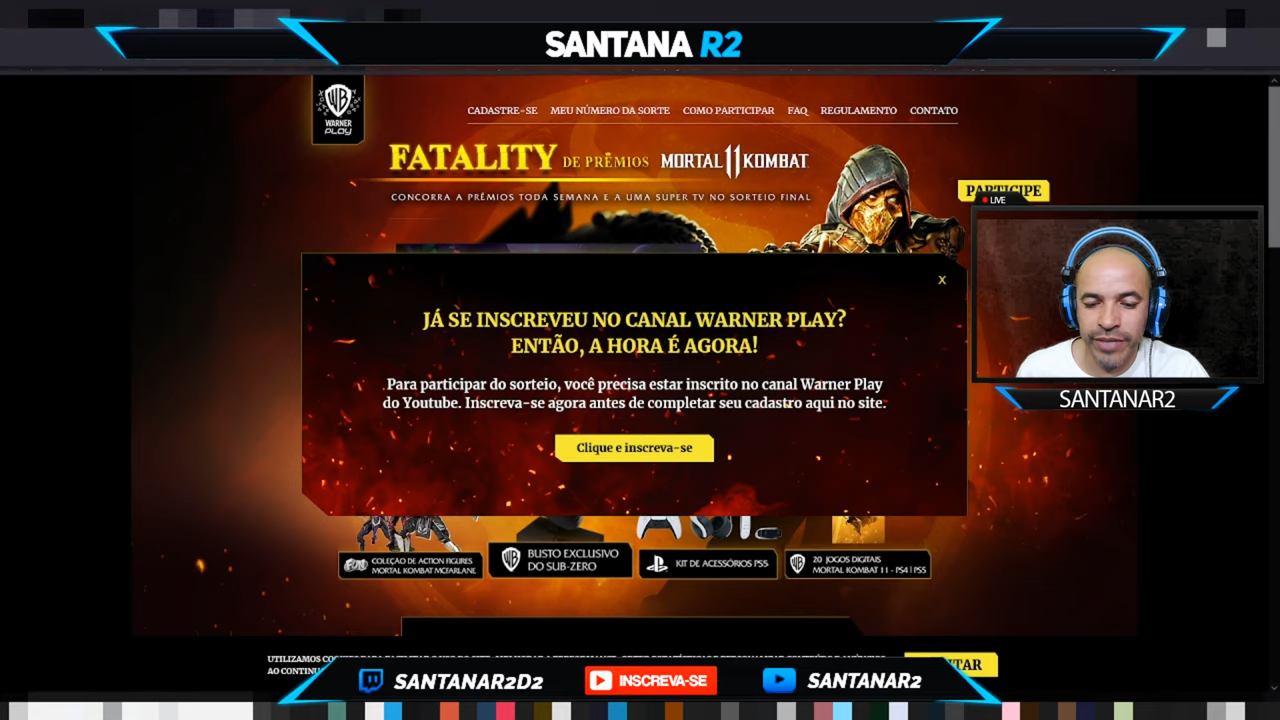 SANTANA R2
WARNER
PLAY
CADASTRE-SE MEU NÚMERO DA SORTE COMO PARTICIPAR FAQ REGULAMENTO CONTATO
FATALITY DE PRÊMIOS MORTAL 11 KOMBAT
CONCORRA A PRÊMIOS TODA SEMANA E A UMA SUPER TV NO SORTEIO FINAL
PARTICIPE
LIVE
X
JÁ SE INSCREVEU NO CANAL WARNER PLAY?
ENTÃO, A HORA É AGORA!
Para participar do sorteio, você precisa estar inscrito no canal Warner Play
do Youtube. Inscreva-se agora antes de completar seu cadastro aqui no site.
Clique e inscreva-se
SANTANAR2
COLEÇÃO DE ACTION FIGURES
MORTAL KOMBAT MCFARLANE
BUSTO EXCLUSIVO
DO SUB-ZERO
KIT DE ACESSÓRIOS PS5
20 JOGOS DIGITAIS
MORTAL KOMBAT 11 - PS4 | PS5
UTILIZAMOS
AO
SANTANAR2D2
INSCREVA-SE
SANTANAR2